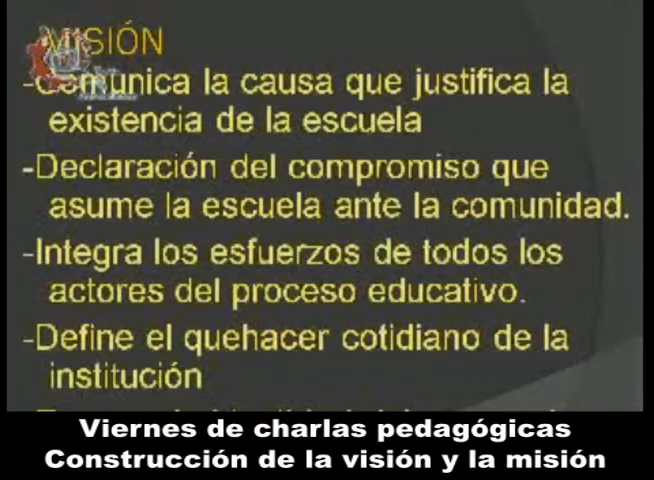 MISIÓN
-Comunica la causa que justifica la
existencia de la escuela
-Declaración del compromiso que
asume la escuela ante la comunidad.
-Integra los esfuerzos de todos los
actores del proceso educativo.
-Define el quehacer cotidiano de la
institución
Viernes de charlas pedagógicas
Construcción de la visión y la misión